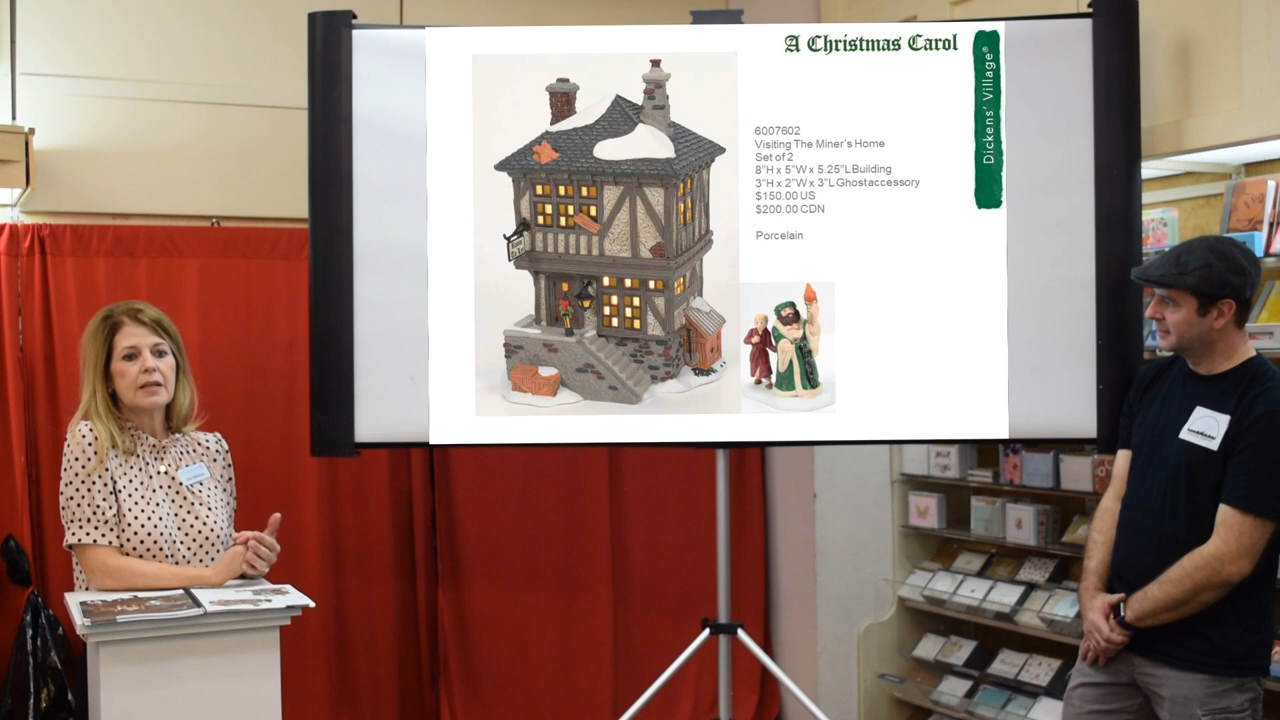 A Christmas Carol
Dickens' Village®
6007602
Visiting The Miner's Home
Set of 2
8"H x 5"W x 5.25"L Building
3"H x 2"W x 3"L Ghost accessory
$150.00 US
$200.00 CDN
Porcelain